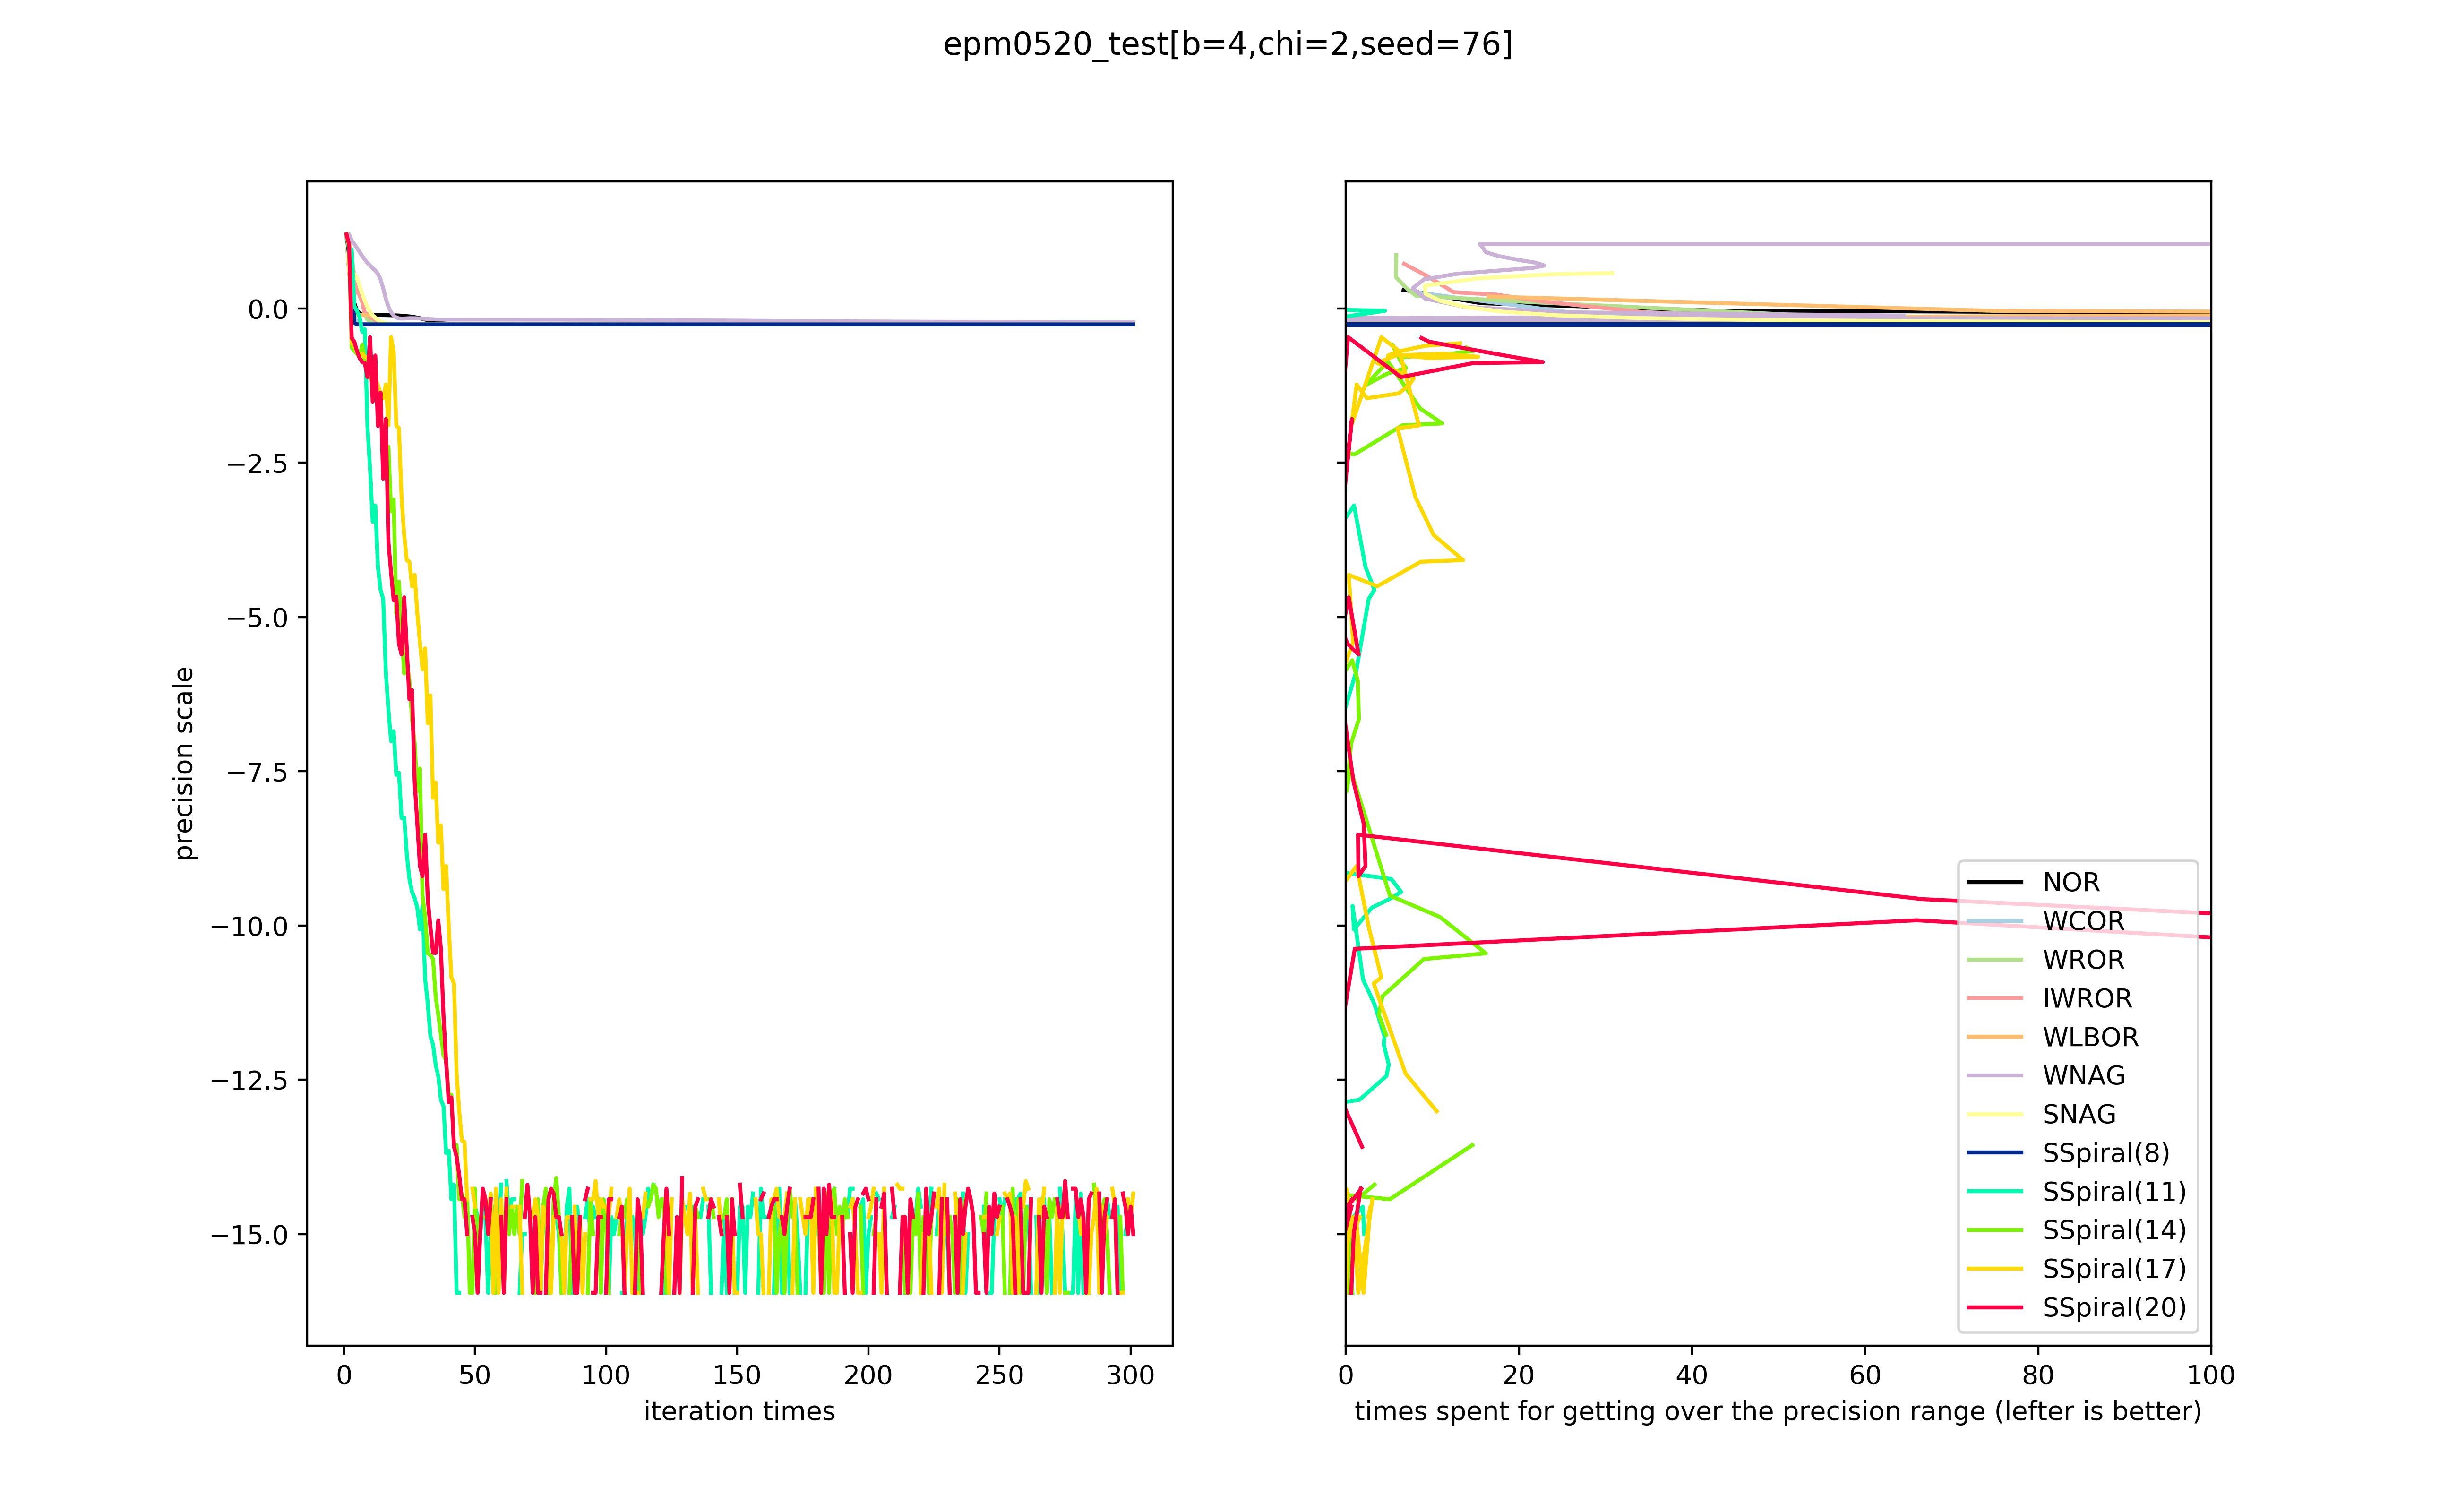 epm0520_test[b=4,chi=2,seed=76]
precision scale
0.0
−2.5
−5.0
−7.5
−10.0
−12.5
−15.0
0 50 100 150 200 250 300
iteration times
0 20 40 60 80 100
times spent for getting over the precision range (lefter is better)
NOR
WCOR
WROR
IWROR
WLBOR
WNAG
SNAG
SSpiral(8)
SSpiral(11)
SSpiral(14)
SSpiral(17)
SSpiral(20)